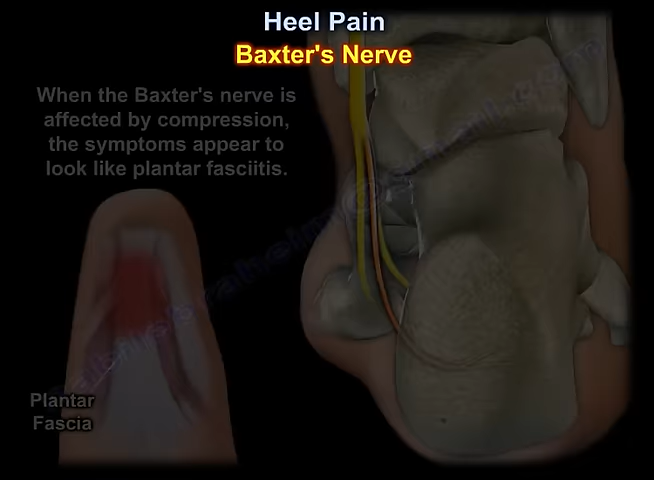 Heel Pain
Baxter's Nerve
When the Baxter's nerve is
affected by compression,
the symptoms appear to
look like plantar fasciitis.
Plantar
Fascia